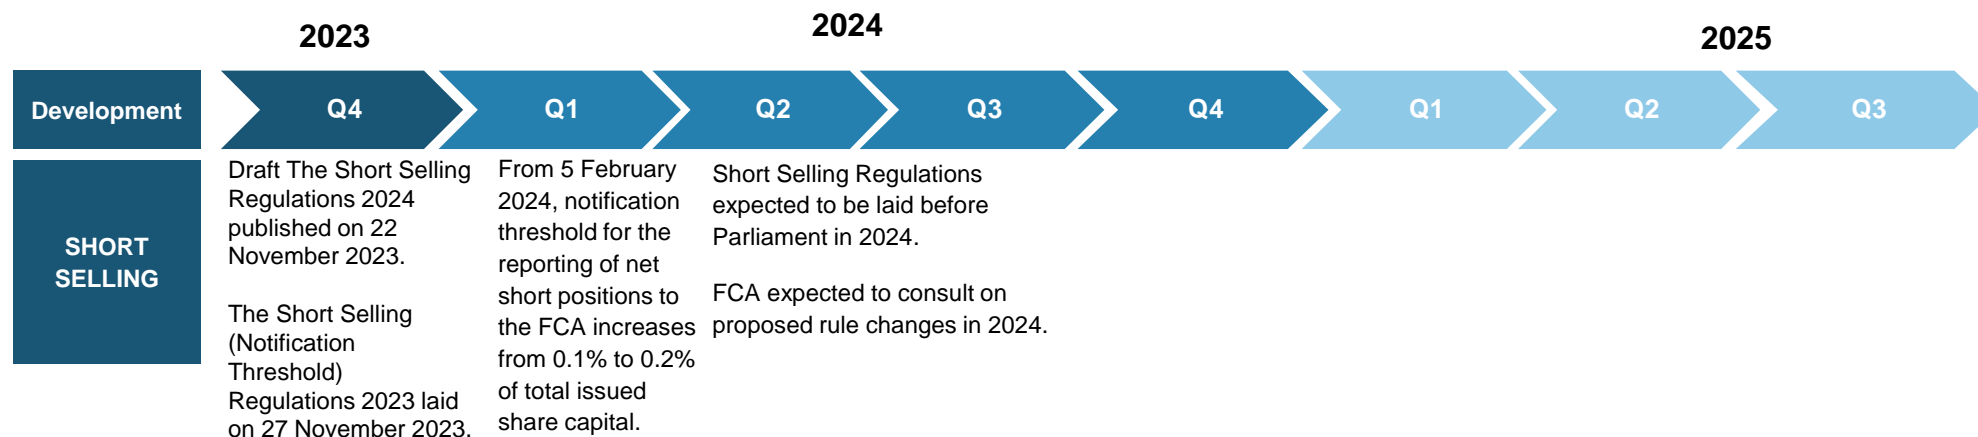 2023
2024
2025
Development
Q4
Q1
Q2
Q3
Q4
Q1
Q2
Q3
SHORT
SELLING
Draft The Short Selling
Regulations 2024
published on 22
November 2023.
The Short Selling
(Notification
Threshold)
Regulations 2023 laid
on 27 November 2023.
From 5 February
2024, notification
threshold for the
reporting of net
short positions to
the FCA increases
from 0.1% to 0.2%
of total issued
share capital.
Short Selling Regulations
expected to be laid before
Parliament in 2024.
FCA expected to consult on
proposed rule changes in 2024.